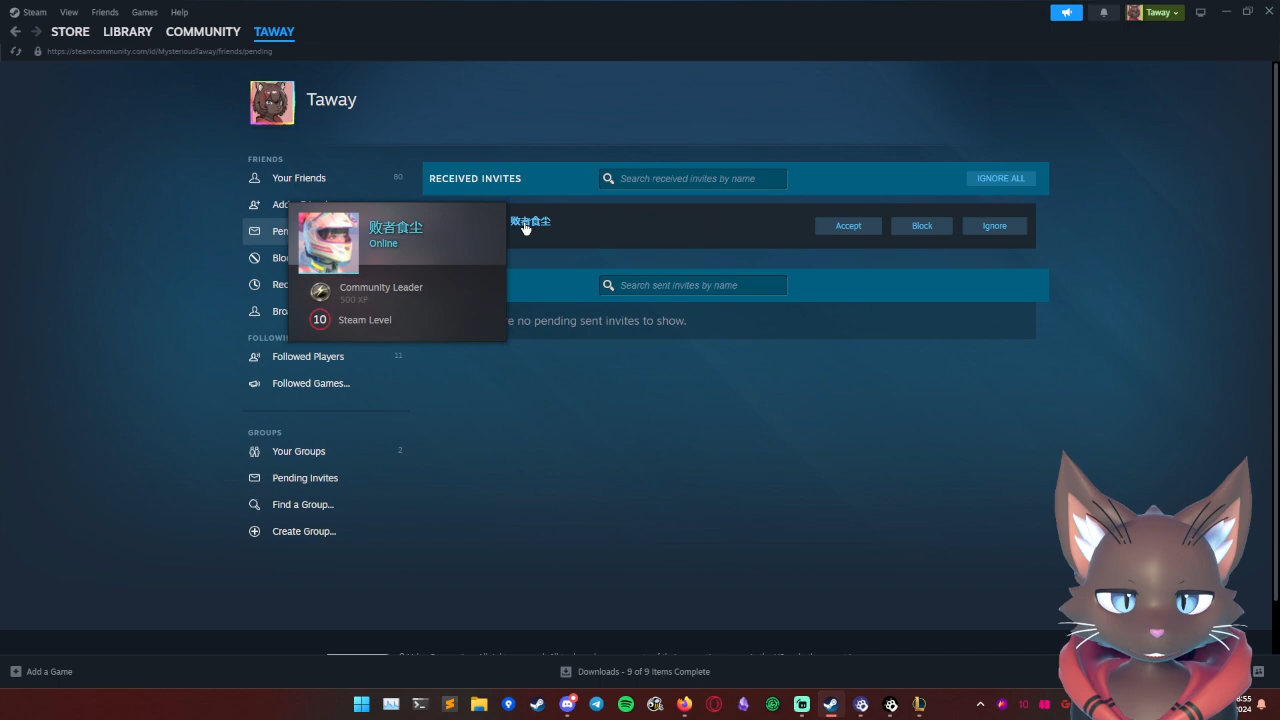 Steam View Friends Games Help
Taway
STORE LIBRARY COMMUNITY TAWAY
https://steamcommunity.com/id/MysteriousTaway/friends/pending
Taway
FRIENDS
Your Friends 80
RECEIVED INVITES
Search received invites by name
IGNORE ALL
败者食尘
Online
Community Leader
500 XP
10 Steam Level
败者食尘
Accept
Block
Ignore
Search sent invites by name
no pending sent invites to show.
Followed Players 11
Followed Games...
GROUPS
Your Groups 2
Pending Invites
Find a Group...
Create Group...
Add a Game
Downloads - 9 of 9 Items Complete